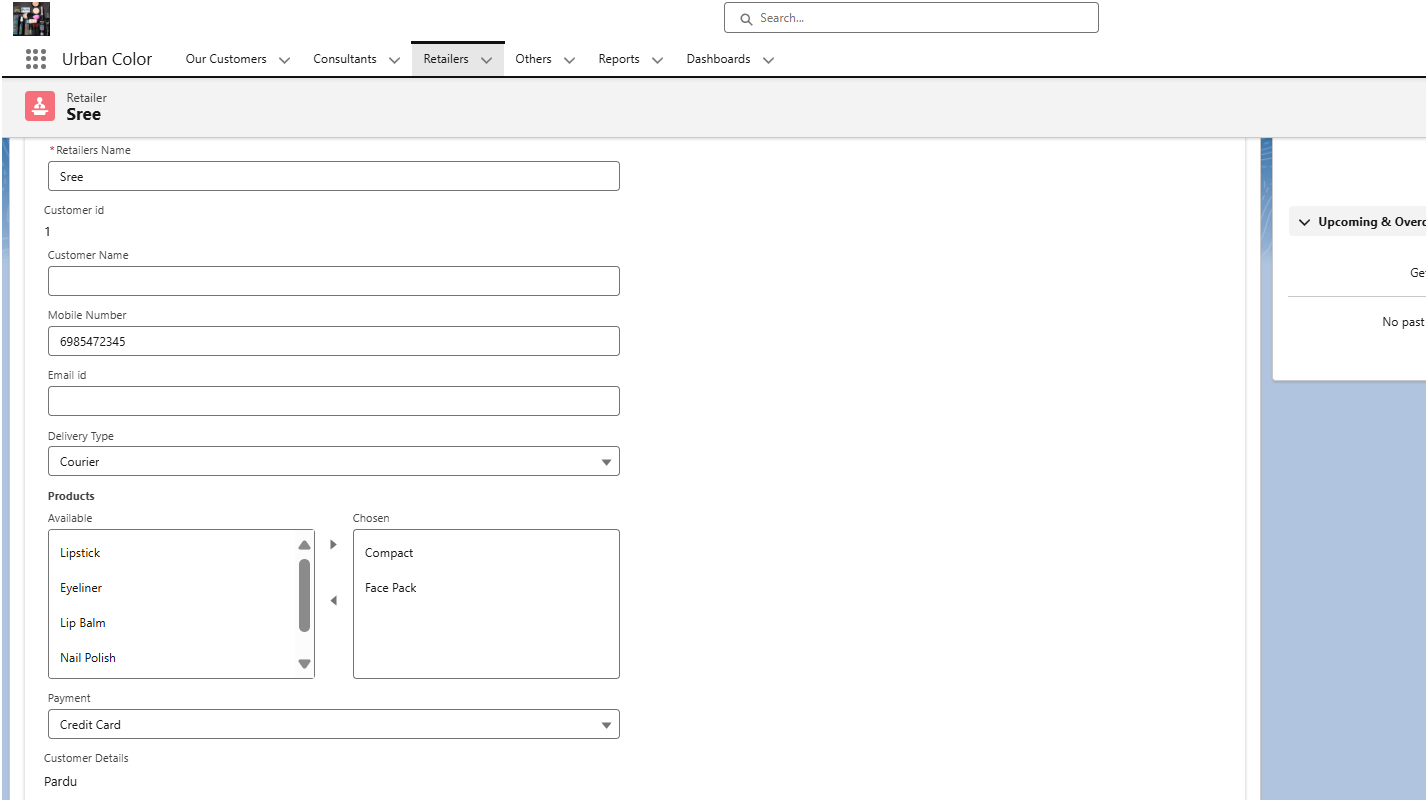 Search...
Urban Color
Our Customers
Consultants
Retailers
Others
Reports
Dashboards
Retailer
Sree
*Retailers Name
Sree
Customer id
1
Customer Name
Mobile Number
6985472345
Email id
Delivery Type
Courier
Products
Available
Chosen
Lipstick
Eyeliner
Lip Balm
Nail Polish
Compact
Face Pack
Payment
Credit Card
Customer Details
Pardu
Upcoming &
No past